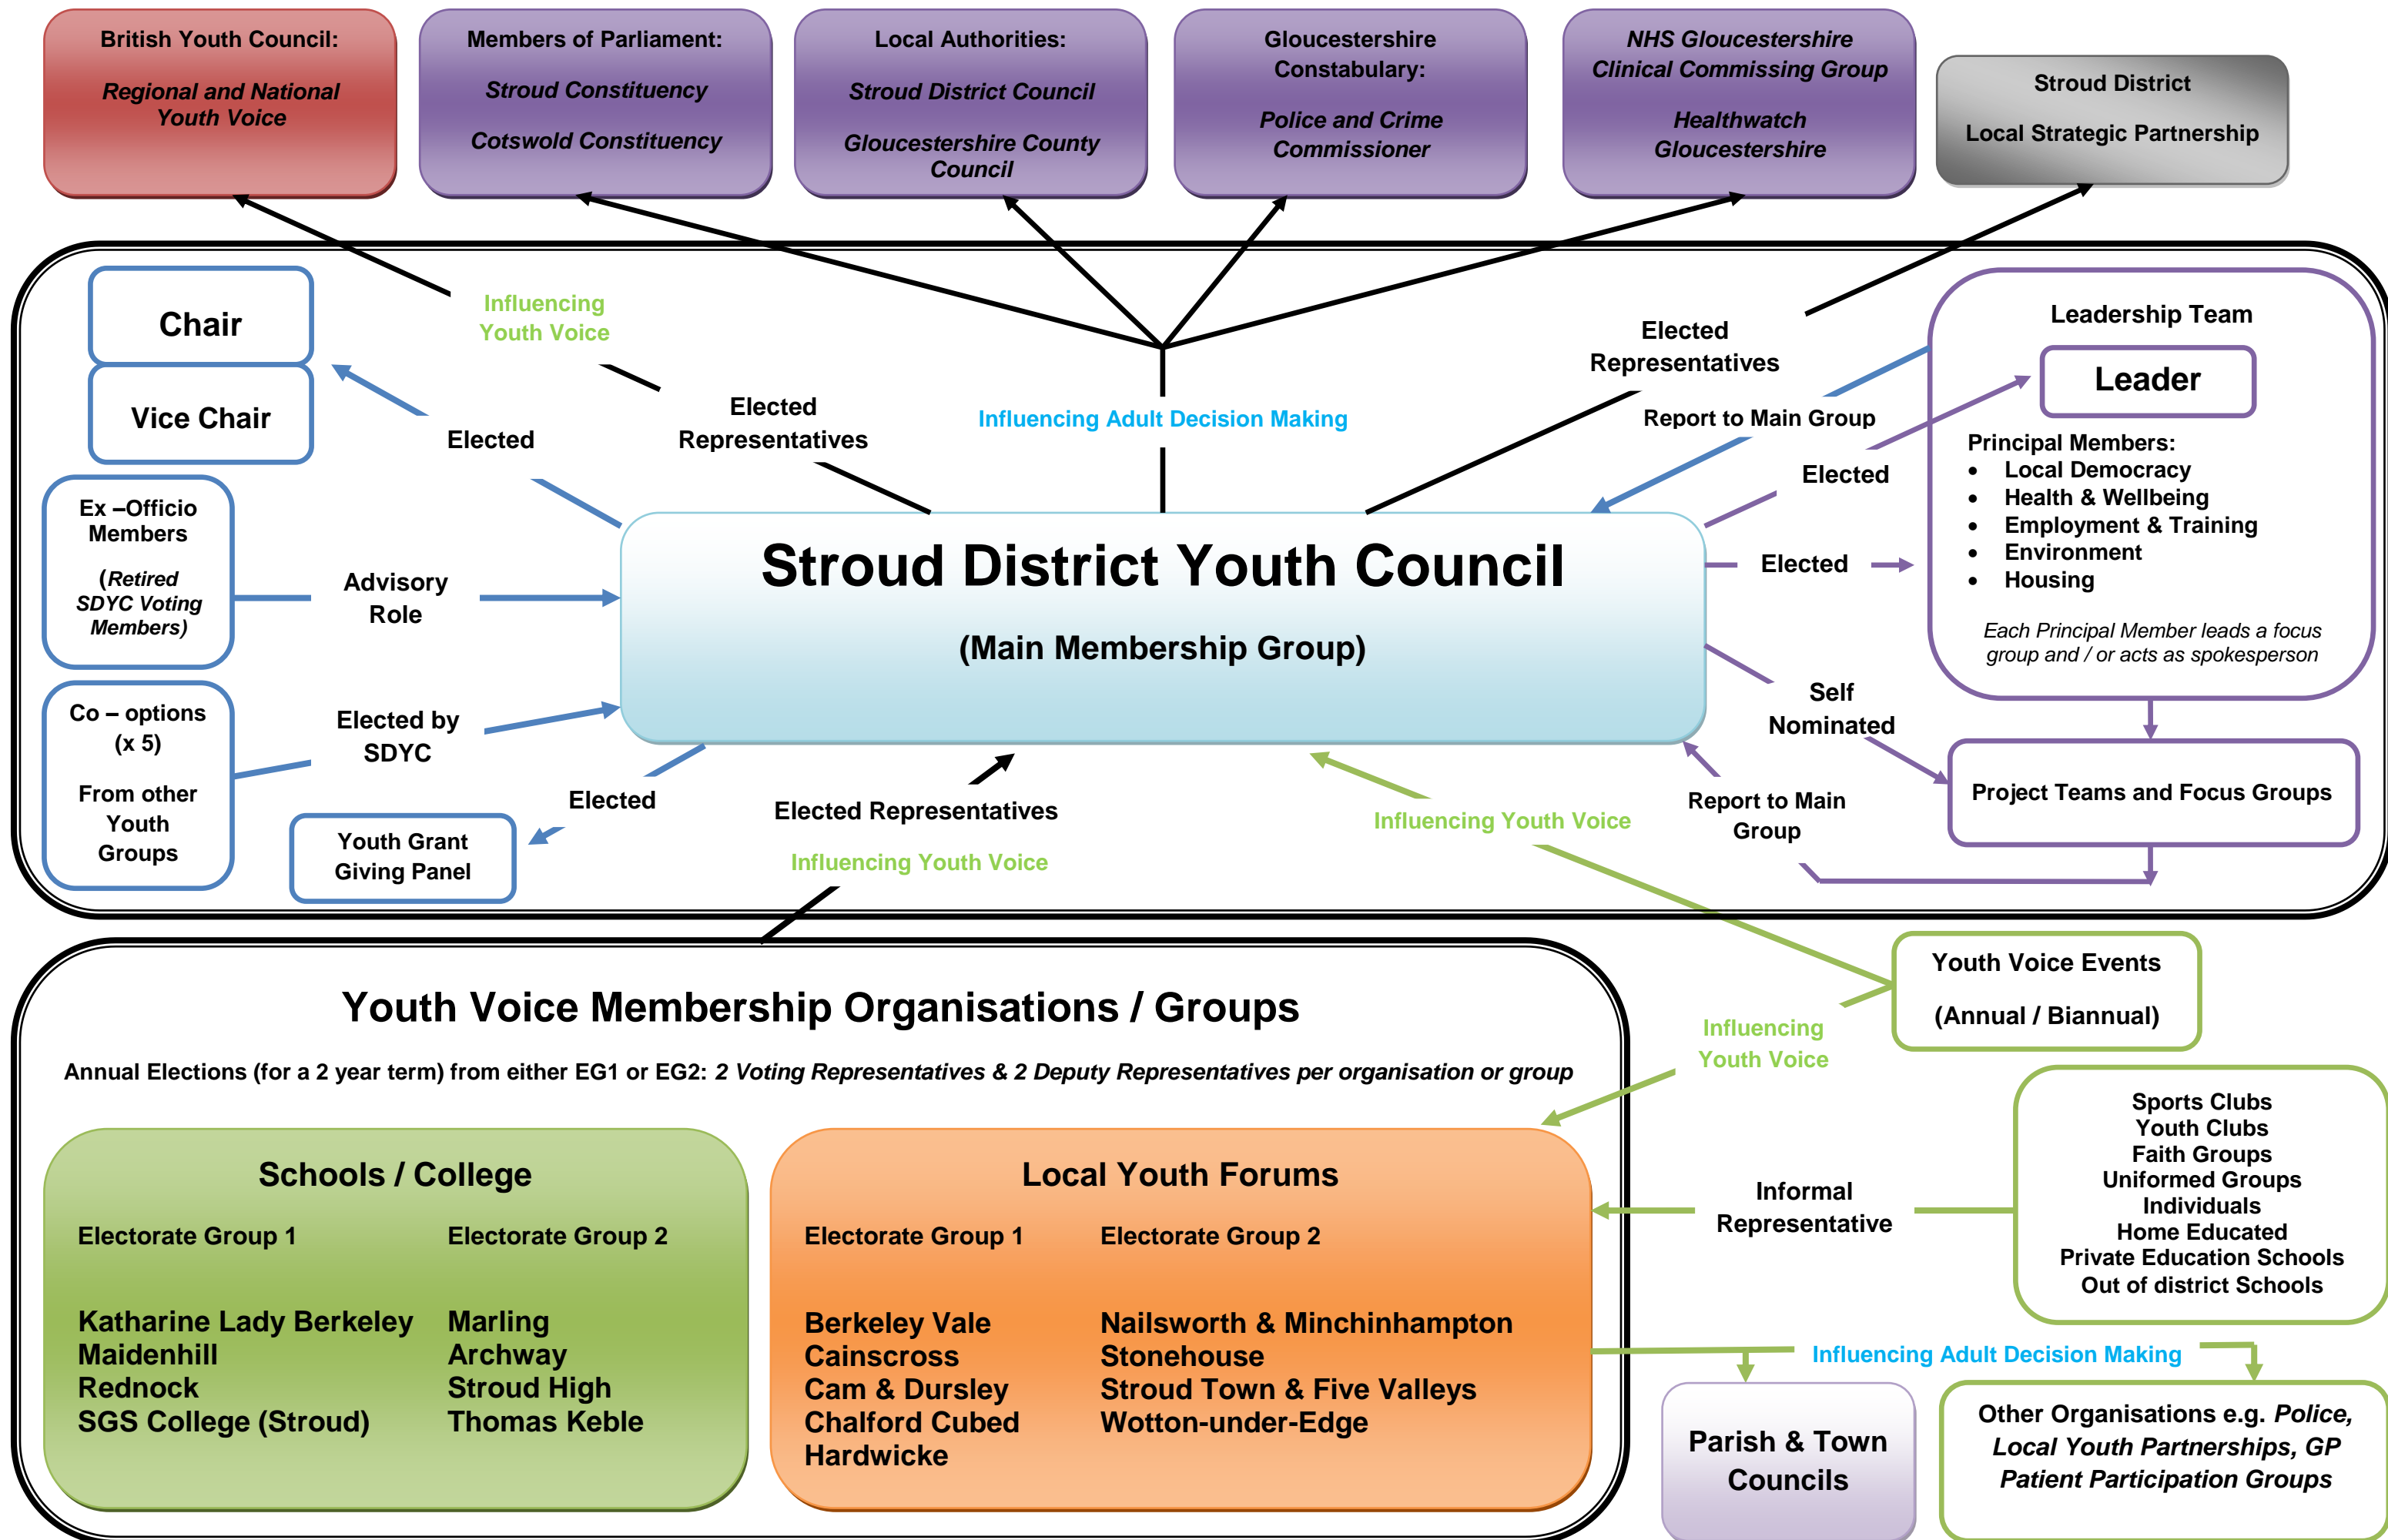 British Youth Council:
Regional and National
Youth Voice
Members of Parliament:
Stroud Constituency
Cotswold Constituency
Local Authorities:
Stroud District Council
Gloucestershire County
Council
Gloucestershire
Constabulary:
Police and Crime
Commissioner
NHS Gloucestershire
Clinical Commissing Group
Healthwatch
Gloucestershire
Stroud District
Local Strategic Partnership
Chair
Vice Chair
Elected
Influencing
Youth Voice
Elected
Representatives
Influencing Adult Decision Making
Elected
Representatives
Report to Main Group
Elected
Elected
Leadership Team
Leader
Principal Members:
• Local Democracy
• Health & Wellbeing
• Employment & Training
• Environment
• Housing
Each Principal Member leads a focus
group and / or acts as spokesperson
Ex –Officio
Members
(Retired
SDYC Voting
Members)
Advisory
Role
Stroud District Youth Council
(Main Membership Group)
Co – options
(x 5)
From other
Youth
Groups
Elected by
SDYC
Elected
Youth Grant
Giving Panel
Elected Representatives
Influencing Youth Voice
Influencing Youth Voice
Self
Nominated
Report to Main
Group
Project Teams and Focus Groups
Youth Voice Events
(Annual / Biannual)
Influencing
Youth Voice
Youth Voice Membership Organisations / Groups
Annual Elections (for a 2 year term) from either EG1 or EG2: 2 Voting Representatives & 2 Deputy Representatives per organisation or group
Schools / College
Electorate Group 1
Katharine Lady Berkeley
Maidenhill
Rednock
SGS College (Stroud)
Electorate Group 2
Marling
Archway
Stroud High
Thomas Keble
Local Youth Forums
Electorate Group 1
Berkeley Vale
Cainscross
Cam & Dursley
Chalford Cubed
Hardwicke
Electorate Group 2
Nailsworth & Minchinhampton
Stonehouse
Stroud Town & Five Valleys
Wotton-under-Edge
Informal
Representative
Sports Clubs
Youth Clubs
Faith Groups
Uniformed Groups
Individuals
Home Educated
Private Education Schools
Out of district Schools
Influencing Adult Decision Making
Parish & Town
Councils
Other Organisations e.g. Police,
Local Youth Partnerships, GP
Patient Participation Groups